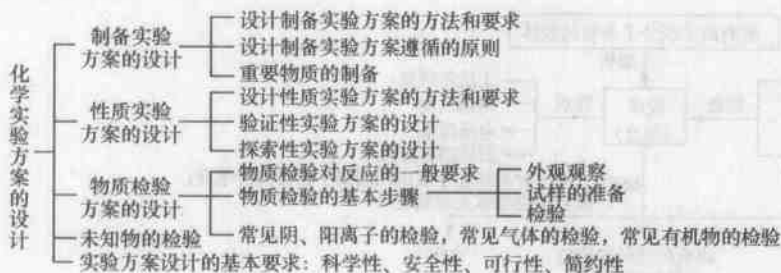 化学实验方案的设计
制备实验
方案的设计
设计制备实验方案的方法和要求
设计制备实验方案遵循的原则
重要物质的制备
性质实验
方案的设计
设计性质实验方案的方法和要求
验证性实验方案的设计
探索性实验方案的设计
物质检验
方案的设计
物质检验对反应的一般要求
物质检验的基本步骤
外观观察
试样的准备
检验
未知物的检验
常见阴、阳离子的检验，常见气体的检验，常见有机物的检验
实验方案设计的基本要求：科学性、安全性、可行性、简约性